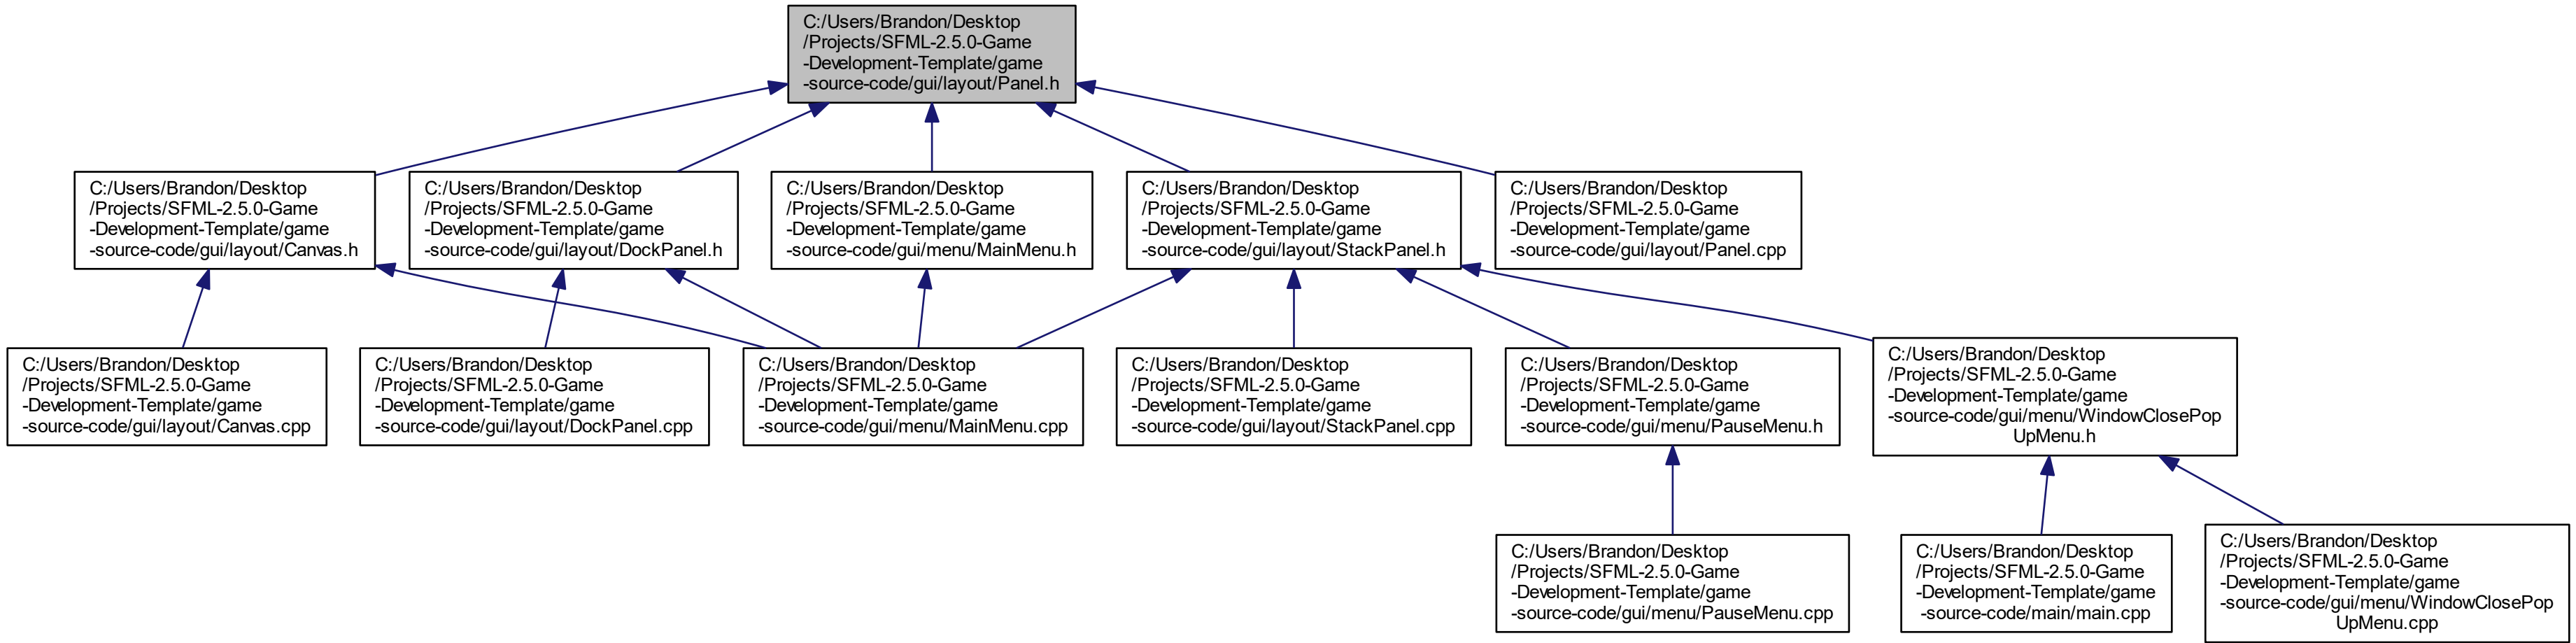 C:/Users/Brandon/Desktop
/Projects/SFML-2.5.0-Game
-Development-Template/game
-source-code/gui/layout/Panel.h
C:/Users/Brandon/Desktop
/Projects/SFML-2.5.0-Game
-Development-Template/game
-source-code/gui/layout/Canvas.h
C:/Users/Brandon/Desktop
/Projects/SFML-2.5.0-Game
-Development-Template/game
-source-code/gui/layout/DockPanel.h
C:/Users/Brandon/Desktop
/Projects/SFML-2.5.0-Game
-Development-Template/game
-source-code/gui/menu/MainMenu.h
C:/Users/Brandon/Desktop
/Projects/SFML-2.5.0-Game
-Development-Template/game
-source-code/gui/layout/StackPanel.h
C:/Users/Brandon/Desktop
/Projects/SFML-2.5.0-Game
-Development-Template/game
-source-code/gui/layout/Panel.cpp
C:/Users/Brandon/Desktop
/Projects/SFML-2.5.0-Game
-Development-Template/game
-source-code/gui/layout/Canvas.cpp
C:/Users/Brandon/Desktop
/Projects/SFML-2.5.0-Game
-Development-Template/game
-source-code/gui/layout/DockPanel.cpp
C:/Users/Brandon/Desktop
/Projects/SFML-2.5.0-Game
-Development-Template/game
-source-code/gui/menu/MainMenu.cpp
C:/Users/Brandon/Desktop
/Projects/SFML-2.5.0-Game
-Development-Template/game
-source-code/gui/layout/StackPanel.cpp
C:/Users/Brandon/Desktop
/Projects/SFML-2.5.0-Game
-Development-Template/game
-source-code/gui/menu/PauseMenu.h
C:/Users/Brandon/Desktop
/Projects/SFML-2.5.0-Game
-Development-Template/game
-source-code/gui/menu/WindowClosePop
UpMenu.h
C:/Users/Brandon/Desktop
/Projects/SFML-2.5.0-Game
-Development-Template/game
-source-code/gui/menu/PauseMenu.cpp
C:/Users/Brandon/Desktop
/Projects/SFML-2.5.0-Game
-Development-Template/game
-source-code/main/main.cpp
C:/Users/Brandon/Desktop
/Projects/SFML-2.5.0-Game
-Development-Template/game
-source-code/gui/menu/WindowClosePop
UpMenu.cpp